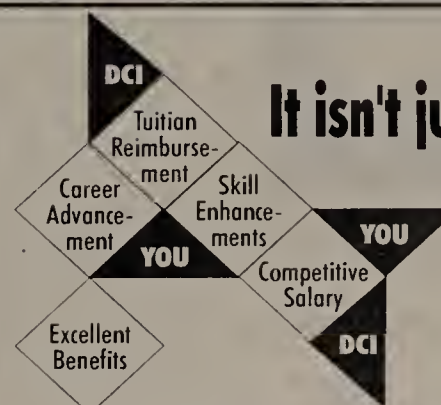 DCI
It isn't ju
Tuitian
Reimburse-
ment
Career
Advance-
ment
Skill
Enhance-
ments
YOU
YOU
Competitive
Salary
Excellent
Benefits
DCI